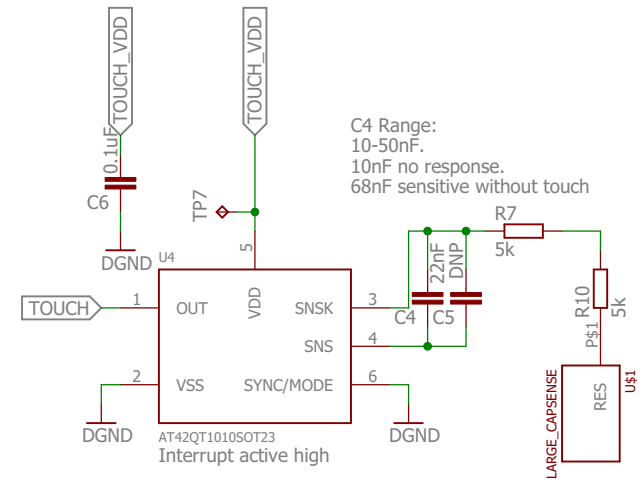 TOUCH_VDD
TOUCH_VDD
C4 Range:
10-50nF.
10nF no response.
68nF sensitive without touch
0.1uF
C6
TP7
R7
5k
DGND
U4
5
22nF
DNP
R10
5k
TOUCH
1
OUT
VDD
SNSK
3
C4
C5
SNS
4
P$1
2
VSS
SYNC/MODE
6
LARGE_CAPSENSE
RES
U$1
DGND
AT42QT1010SOT23
DGND
Interrupt active high